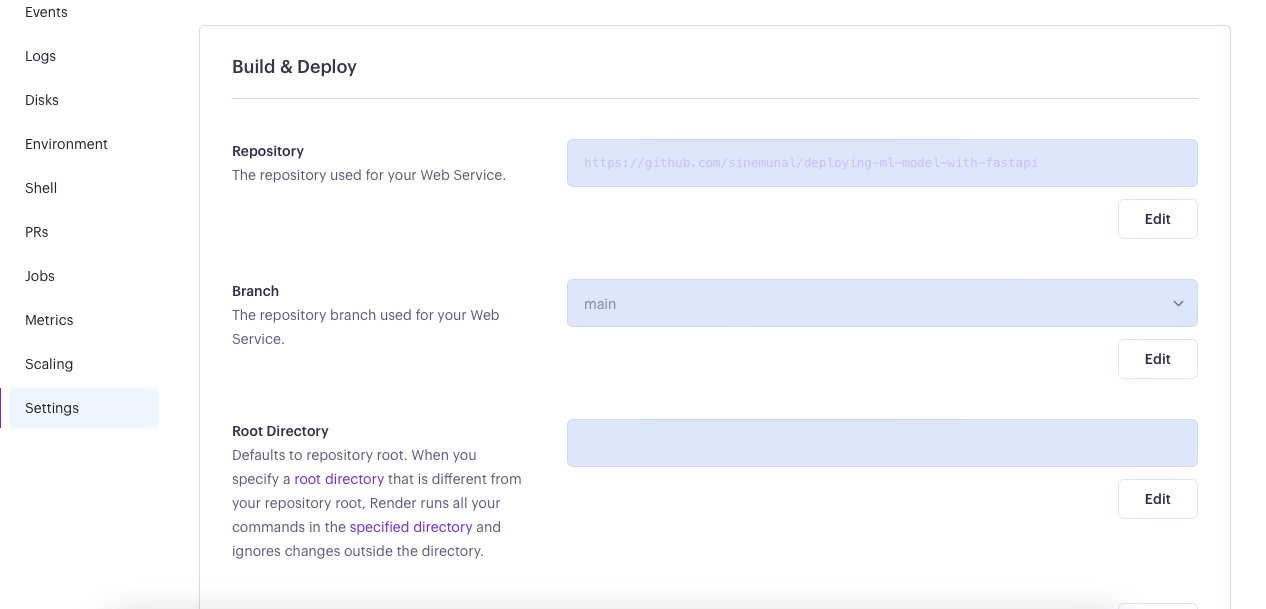 Events
Logs
Disks
Environment
Shell
PRs
Jobs
Metrics
Scaling
Settings
Build & Deploy
Repository
The repository used for your Web Service.
https://github.com/sinemunal/deploying-ml-model-with-fastapi
Edit
Branch
The repository branch used for your Web
Service.
main
Edit
Root Directory
Defaults to repository root. When you
specify a root directory that is different from
your repository root, Render runs all your
commands in the specified directory and
ignores changes outside the directory.
Edit